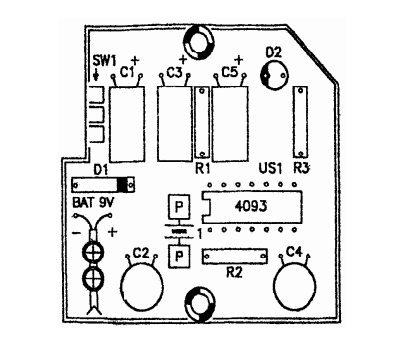 SW1
C1
+
C3
+
C5
+
D2
R1
US1
R3
D1
BAT 9V
P
4093
- +
1
P
C2
R2
C4